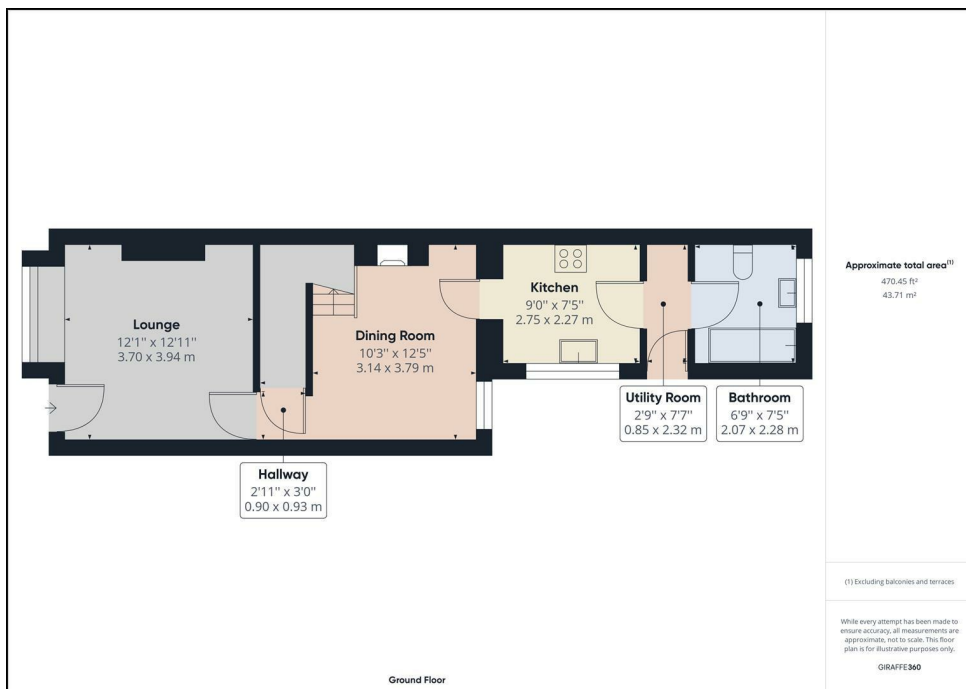 Lounge
12'1'' x 12'11''
3.70 x 3.94 m
Dining Room
10'3'' x 12'5''
3.14 x 3.79 m
Kitchen
9'0'' x 7'5''
2.75 x 2.27 m
Utility Room
2'9'' x 7'7''
0.85 x 2.32 m
Bathroom
6'9'' x 7'5''
2.07 x 2.28 m
Hallway
2'11'' x 3'0''
0.90 x 0.93 m
Ground Floor
Approximate total area(1)
470.45 ft²
43.71 m²
(1) Excluding balconies and terraces
While every attempt has been made to
ensure accuracy, all measurements are
approximate, not to scale. This floor
plan is for illustrative purposes only.
GIRAFFE360